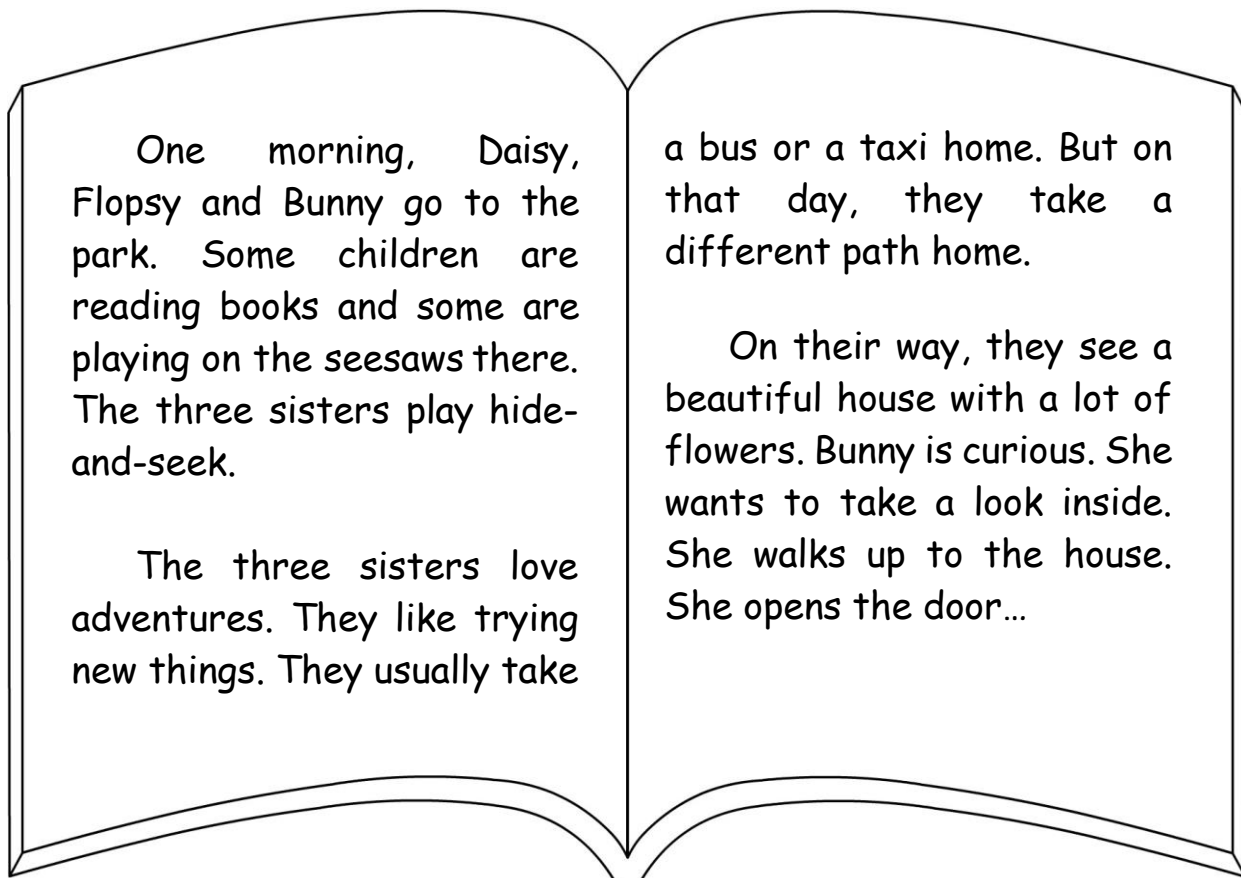 One morning, Daisy,
Flopsy and Bunny go to the
park. Some children are
reading books and some are
playing on the seesaws there.
The three sisters play hide-
and-seek.
The three sisters love
adventures. They like trying
new things. They usually take
a bus or a taxi home. But on
that day, they take a
different path home.
On their way, they see a
beautiful house with a lot of
flowers. Bunny is curious. She
wants to take a look inside.
She walks up to the house.
She opens the door…